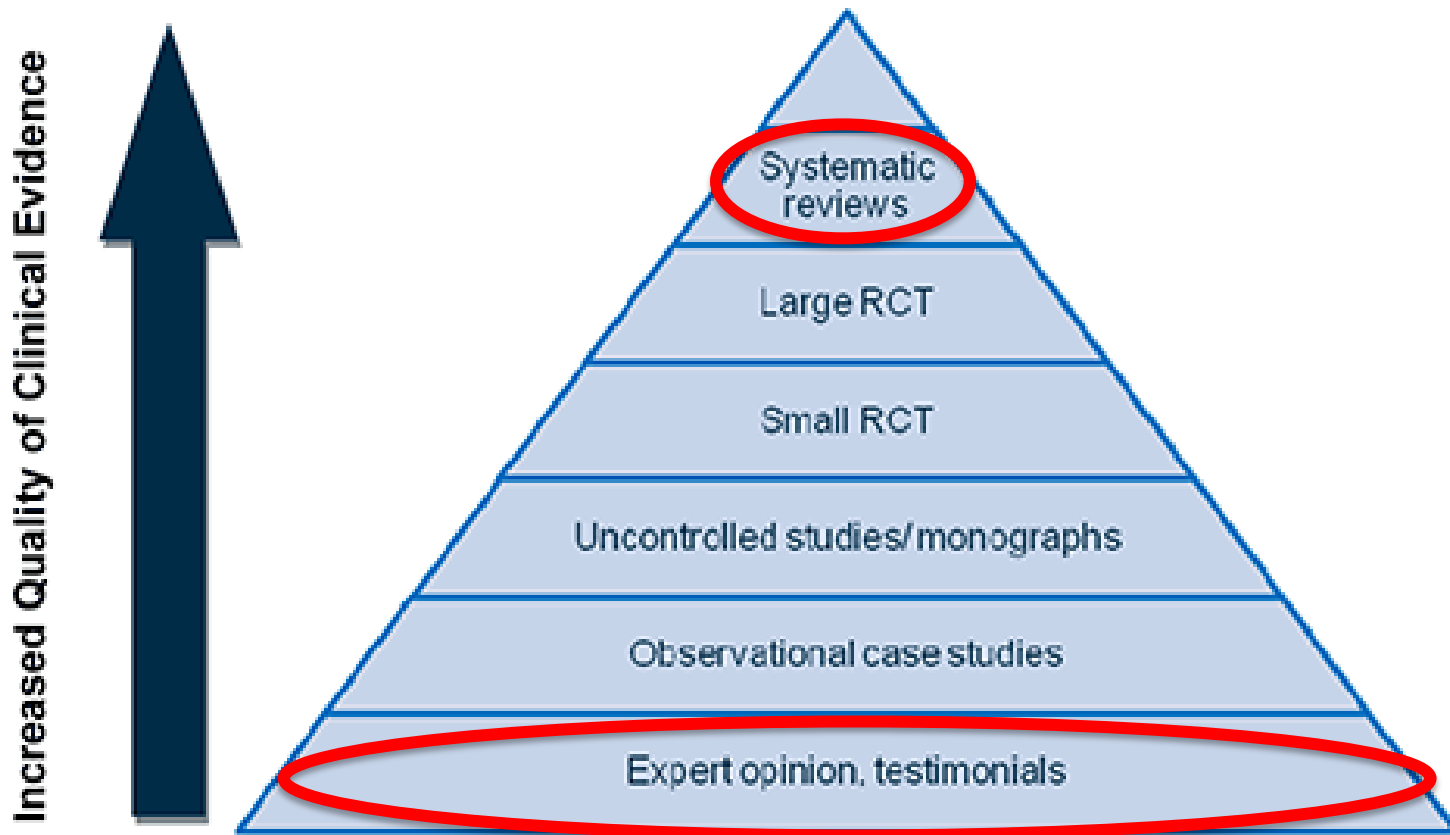 Increased Quality of Clinical Evidence
Systematic
reviews
Large RCT
Small RCT
Uncontrolled studies/monographs
Observational case studies
Expert opinion, testimonials